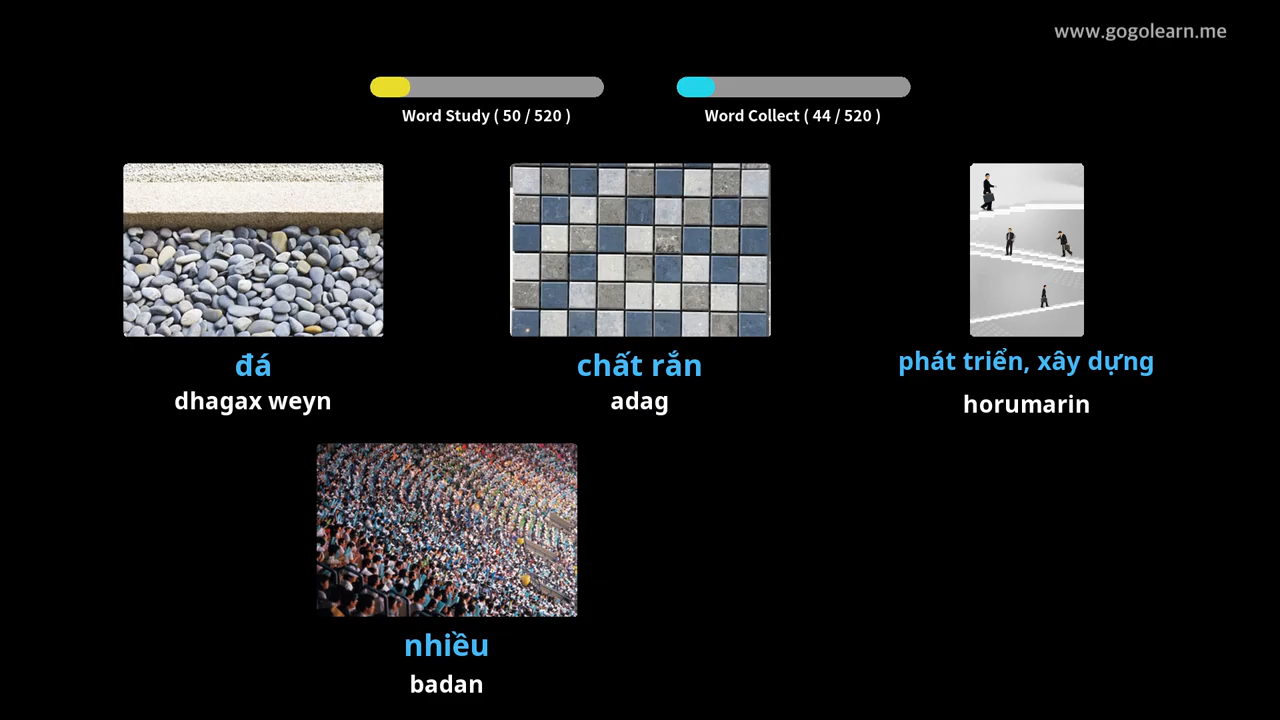 www.gogolearn.me
Word Study ( 50 / 520 )
Word Collect ( 44 / 520 )
đá
dhagax weyn
chất rắn
adag
phát triển, xây dựng
horumarin
nhiều
badan